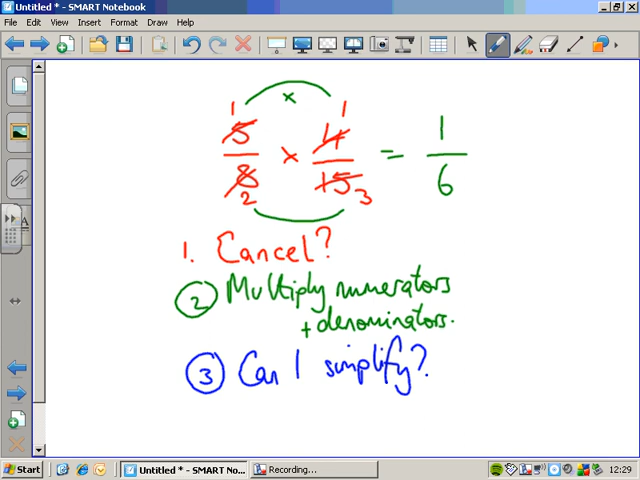 Untitled * - SMART Notebook
File Edit View Insert Format Draw Help
1 × 1
5/8 × 4/15 = 1/6
2 3
1. Cancel?
② Multiply numerators
+ denominators.
③ Can I simplify?
Start Untitled * - SMART No... Recording... 12:29